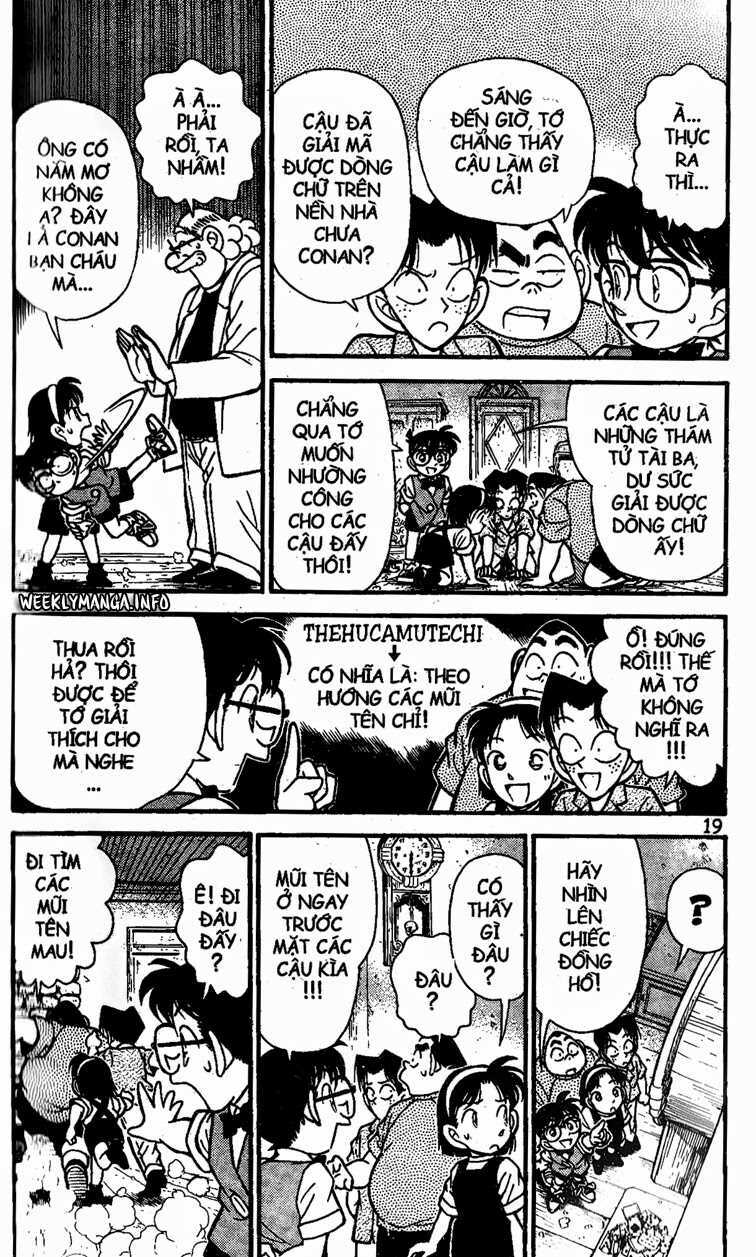 ÔNG CÓ
NẰM MƠ
KHÔNG
Ạ? ĐÂY
LÀ CONAN
BẠN CHÁU
MÀ...
À À...
PHẢI
RỒI, TA
NHẦM!
CẬU ĐÃ
GIẢI MÃ
ĐƯỢC DÒNG
CHỮ TRÊN
NỀN NHÀ
CHƯA
CONAN?
SÁNG
ĐẾN GIỜ, TỚ
CHẲNG THẤY
CẬU LÀM GÌ
CẢ!
À...
THỰC
RA
THÌ...
CHẲNG
QUA TỚ
MUỐN
NHƯỜNG
CÔNG
CHO CÁC
CẬU ĐẤY
THÔI!
CÁC CẬU LÀ
NHỮNG THÁM
TỬ TÀI BA,
DƯ SỨC
GIẢI ĐƯỢC
DÒNG CHỮ
ẤY!
WEEKLYMANGA.INFO
THUA RỒI
HẢ? THÔI
ĐƯỢC ĐỂ
TỚ GIẢI
THÍCH CHO
MÀ NGHE
...
THEHUCAMUTECHI
CÓ NHĨA LÀ: THEO
HƯỚNG CÁC MŨI
TÊN CHỈ!
Ồ! ĐÚNG
RỒI!!! THẾ
MÀ TỚ
KHÔNG
NGHĨ RA
!!!
19
ĐI TÌM
CÁC
MŨI
TÊN
MAU!
Ê! ĐI
ĐÂU
ĐẤY
?
MŨI TÊN
Ở NGAY
TRƯỚC
MẶT CÁC
CẬU KÌA
!!!
ĐÂU
?
CÓ
THẤY
GÌ
ĐÂU
?
HÃY
NHÌN
LÊN
CHIẾC
ĐỒNG
HỒ!
?